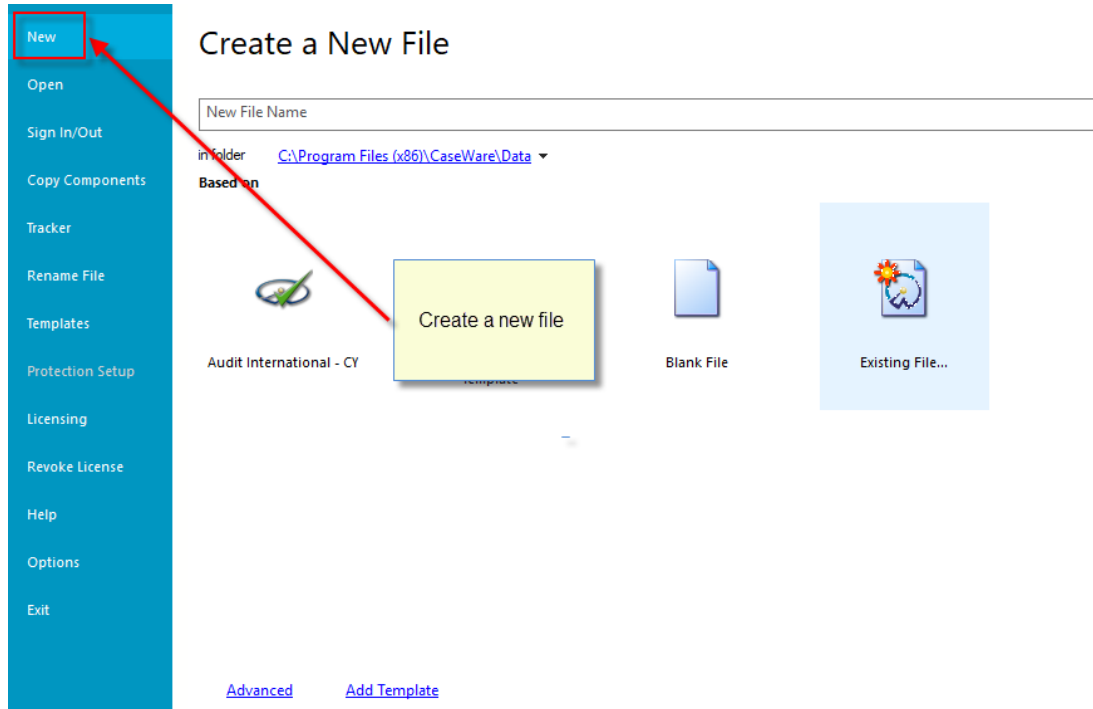 New
Create a New File
Open
New File Name
Sign In/Out
in folder C:\Program Files (x86)\CaseWare\Data
Copy Components
Based on
Tracker
Rename File
Create a new file
Templates
Audit International - CY
Template
Blank File
Existing File...
Protection Setup
Licensing
Revoke License
Help
Options
Exit
Advanced
Add Template